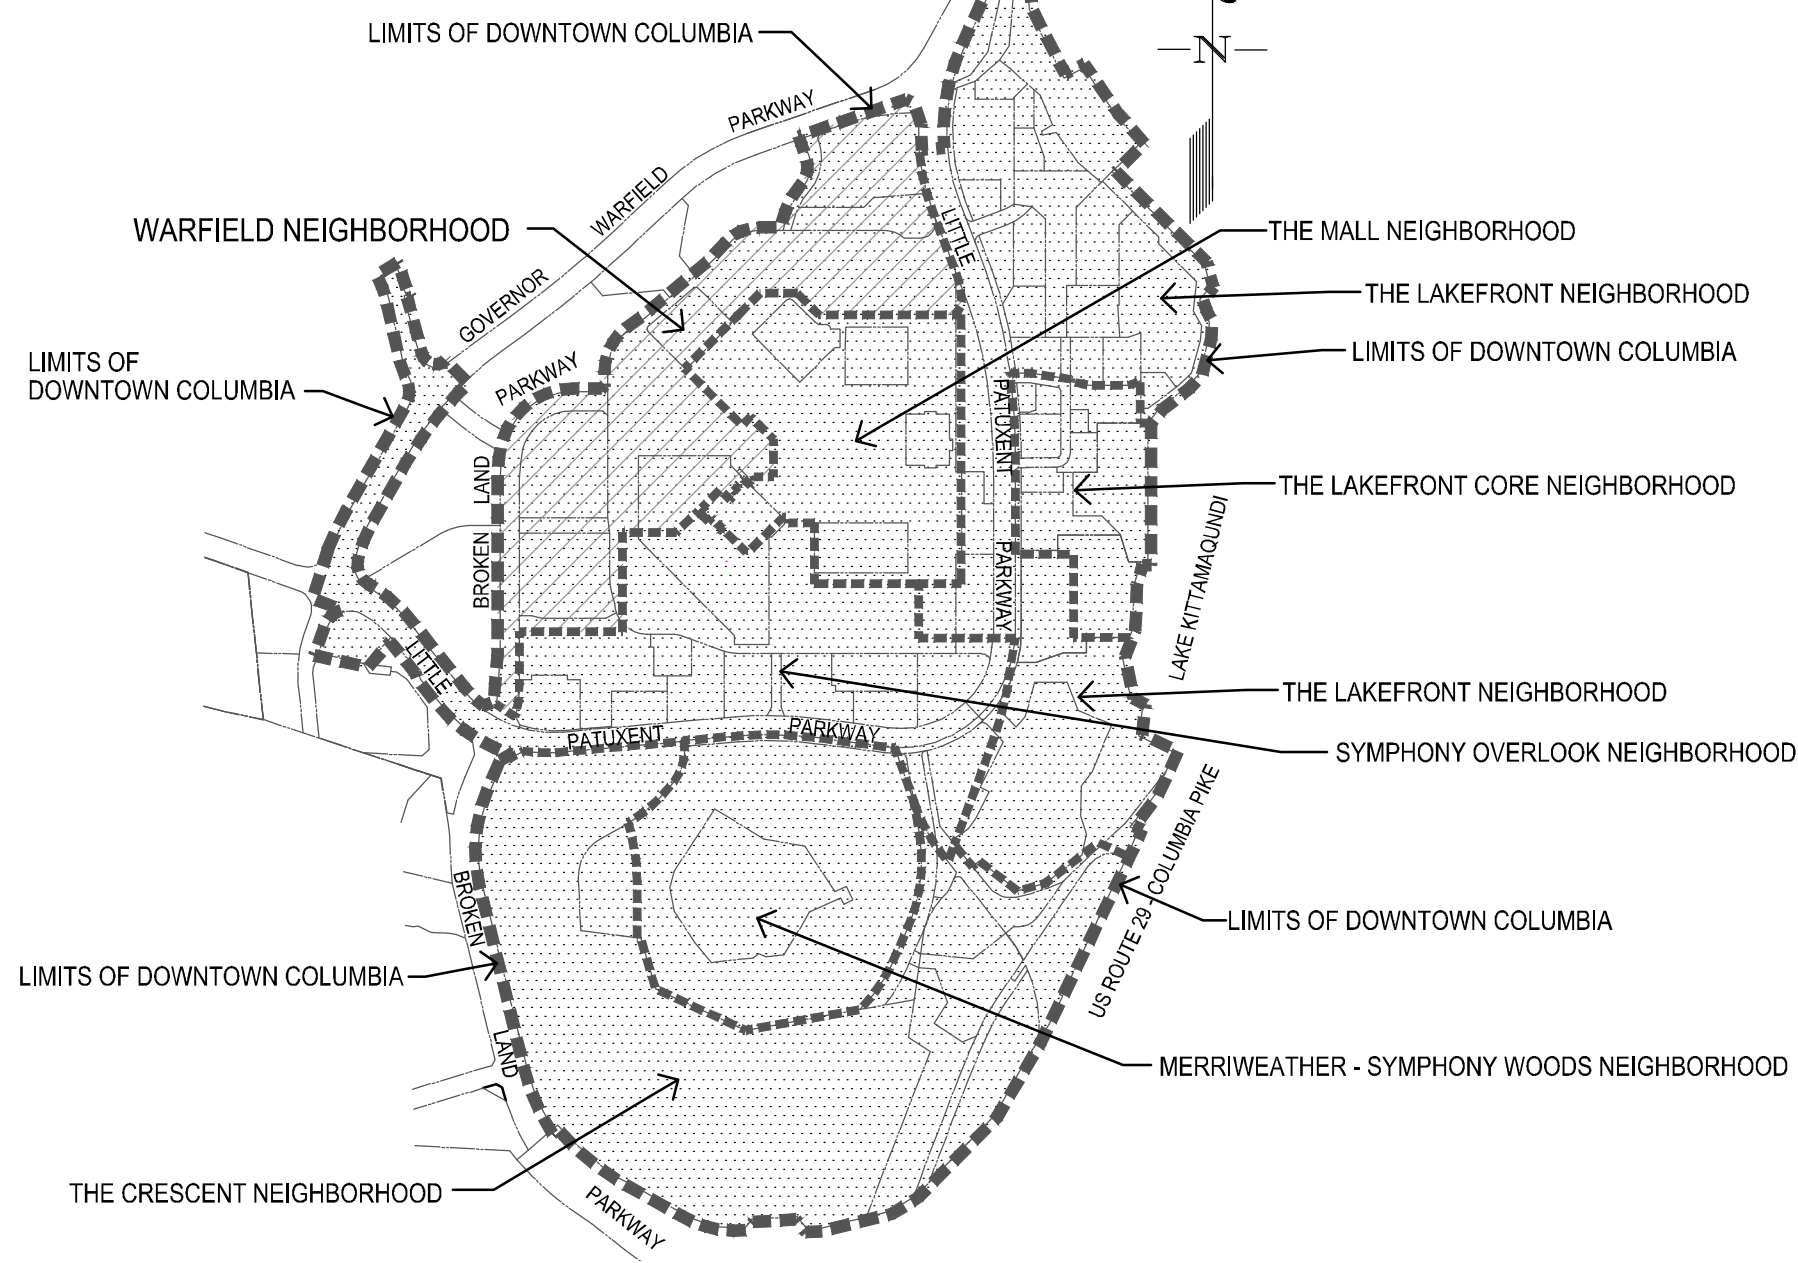 LIMITS OF DOWNTOWN COLUMBIA
N
PARKWAY
WARFIELD
GOVERNOR
WARFIELD NEIGHBORHOOD
LITTLE
THE MALL NEIGHBORHOOD
THE LAKEFRONT NEIGHBORHOOD
LIMITS OF DOWNTOWN COLUMBIA
LIMITS OF
DOWNTOWN COLUMBIA
PARKWAY
PATUXENT
LAND
BROKEN
THE LAKEFRONT CORE NEIGHBORHOOD
PARKWAY
LAKE KITTAMAQUNDI
LITTLE
THE LAKEFRONT NEIGHBORHOOD
PATUXENT
PARKWAY
SYMPHONY OVERLOOK NEIGHBORHOOD
US ROUTE 29 - COLUMBIA PIKE
BROKEN
LIMITS OF DOWNTOWN COLUMBIA
LIMITS OF DOWNTOWN COLUMBIA
LAND
MERRIWEATHER - SYMPHONY WOODS NEIGHBORHOOD
THE CRESCENT NEIGHBORHOOD
PARKWAY